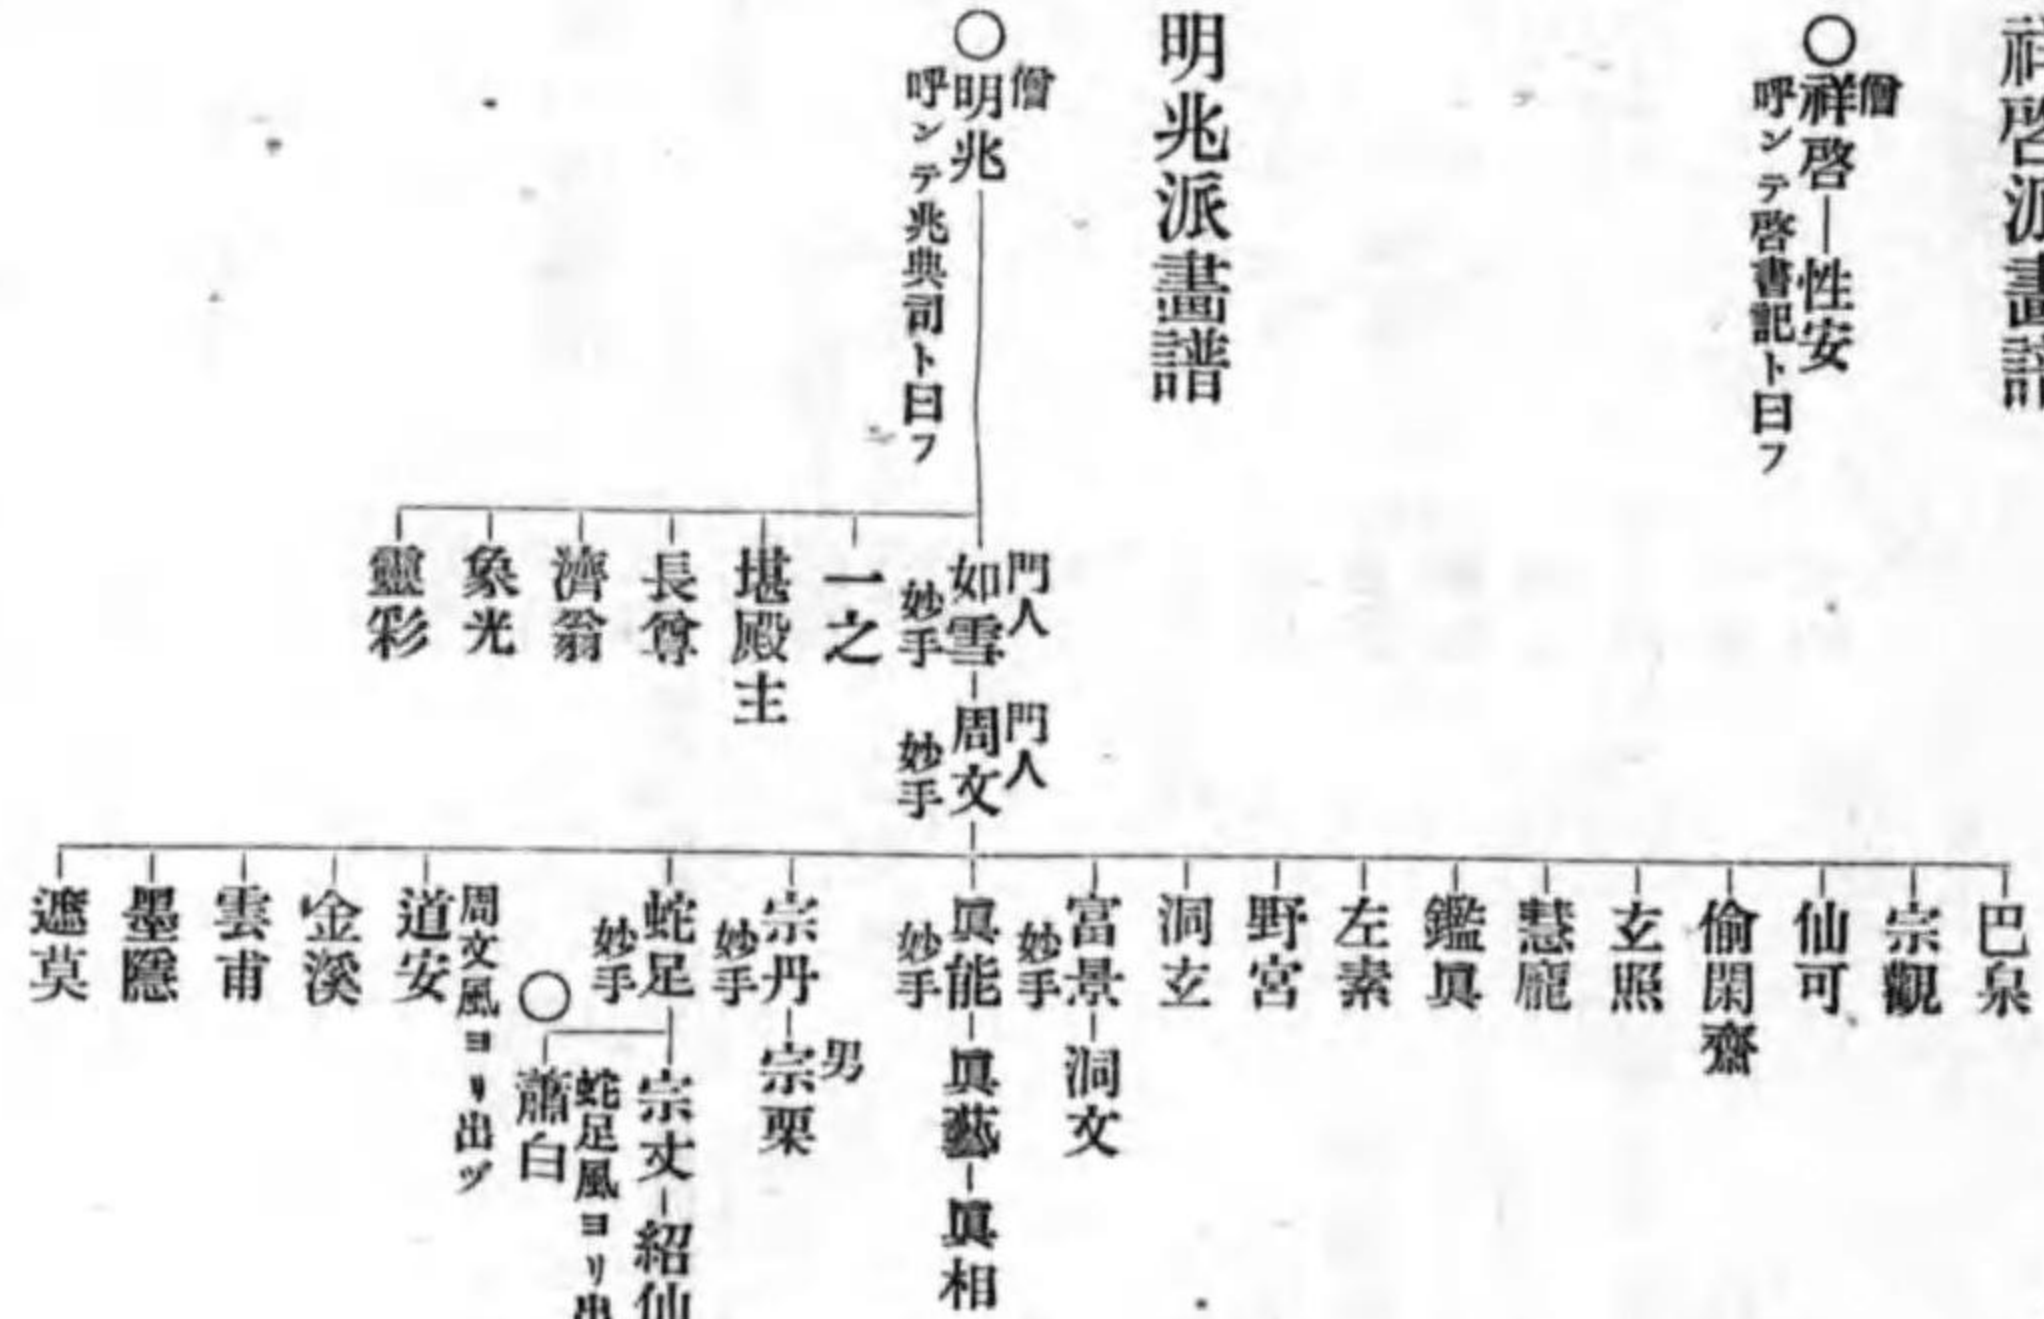 祥啓派畫譜
僧
○祥啓―性安
呼ンテ啓書記ト曰フ
明兆派畫譜
僧
○明兆
呼ンテ兆典司ト曰フ
門人
如雪
妙手
門人
周文
妙手
一之
堪殿主
長尊
濟翁
象光
靈彩
巴泉
宗觀
仙可
偷閑齋
玄照
慧龐
鑑眞
左素
野宮
洞玄
富景―洞文
妙手
眞能―眞藝―眞相
妙手
宗丹―宗栗
男
妙手
蛇足―宗丈―紹仙
妙手
蛇足風ヨリ出
○蕭白
周文風ヨリ出ヅ
道安
金溪
雲甫
墨隱
遮莫